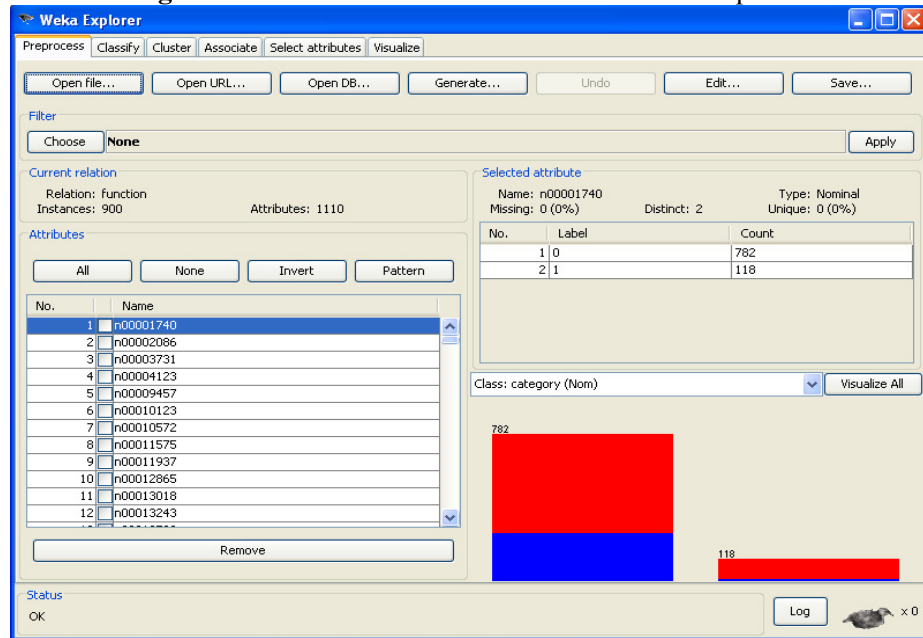 Weka Explorer
Preprocess Classify Cluster Associate Select attributes Visualize
Open file... Open URL... Open DB... Generate... Undo Edit... Save...
Filter
Choose None Apply
Current relation
Relation: function
Instances: 900 Attributes: 1110
Attributes
All None Invert Pattern
No. Name
1 n00001740
2 n00002086
3 n00003731
4 n00004123
5 n00009457
6 n00010123
7 n00010572
8 n00011575
9 n00011937
10 n00012865
11 n00013018
12 n00013243
Remove
Selected attribute
Name: n00001740 Type: Nominal
Missing: 0 (0%) Distinct: 2 Unique: 0 (0%)
No. Label Count
1 0 782
2 1 118
Class: category (Nom) Visualize All
782
118
Status
OK Log x 0